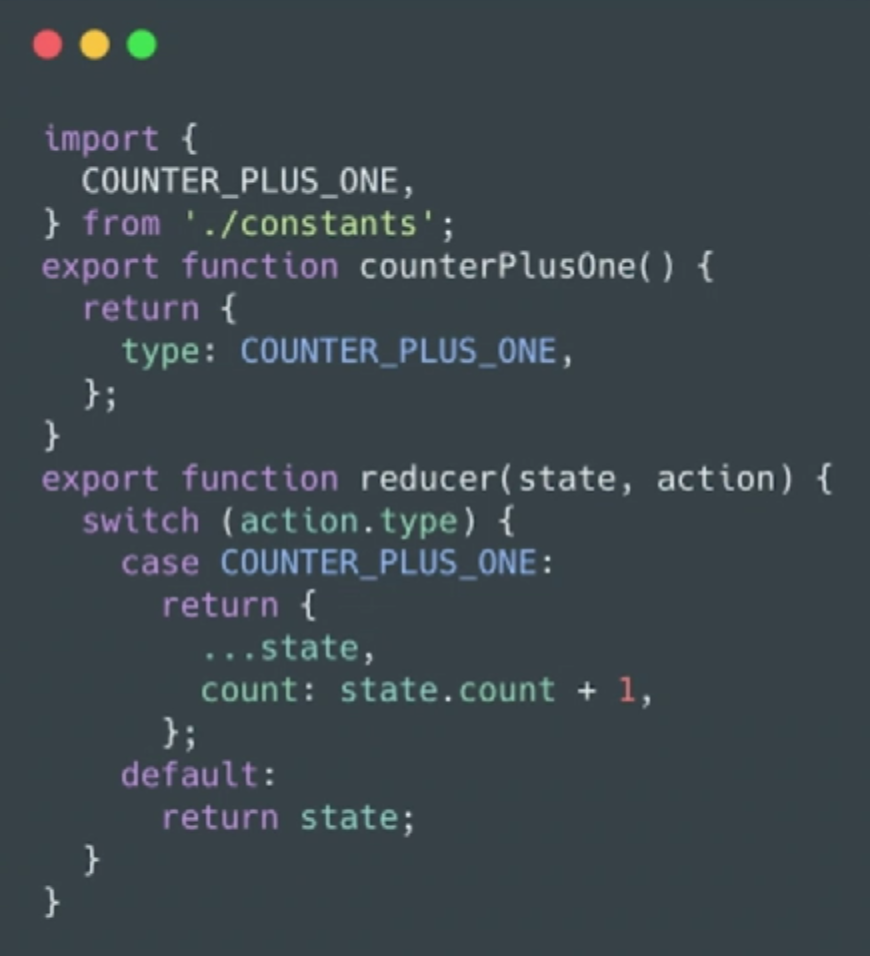 import {
  COUNTER_PLUS_ONE,
} from './constants';
export function counterPlusOne() {
  return {
    type: COUNTER_PLUS_ONE,
  };
}
export function reducer(state, action) {
  switch (action.type) {
    case COUNTER_PLUS_ONE:
      return {
        ...state,
        count: state.count + 1,
      };
    default:
      return state;
  }
}